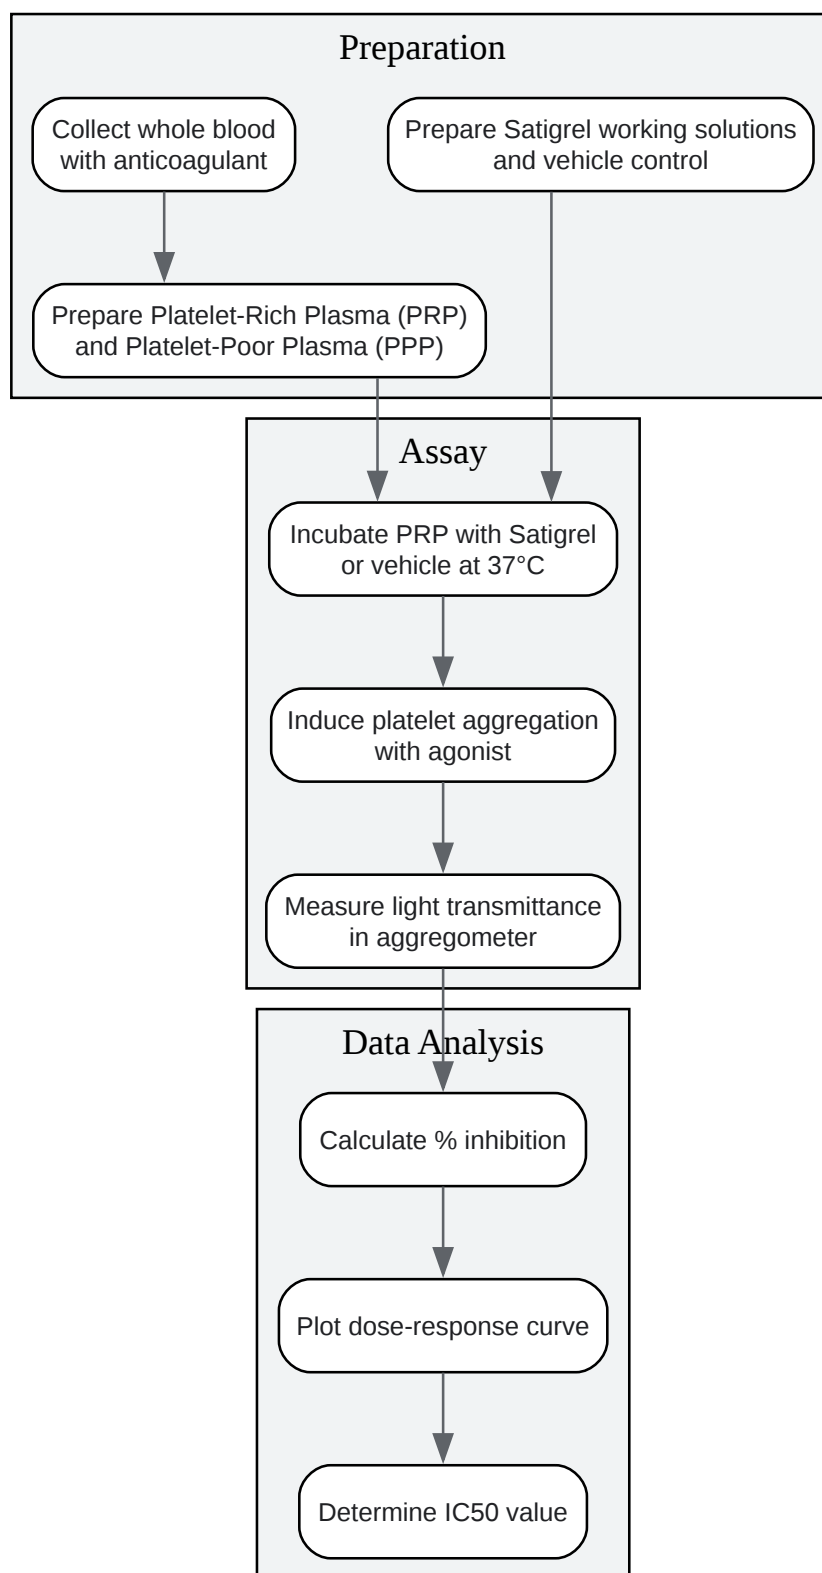 Preparation
Collect whole blood
with anticoagulant
Prepare Satigrel working solutions
and vehicle control
Prepare Platelet-Rich Plasma (PRP)
and Platelet-Poor Plasma (PPP)
Assay
Incubate PRP with Satigrel
or vehicle at 37°C
Induce platelet aggregation
with agonist
Measure light transmittance
in aggregometer
Data Analysis
Calculate % inhibition
Plot dose-response curve
Determine IC50 value